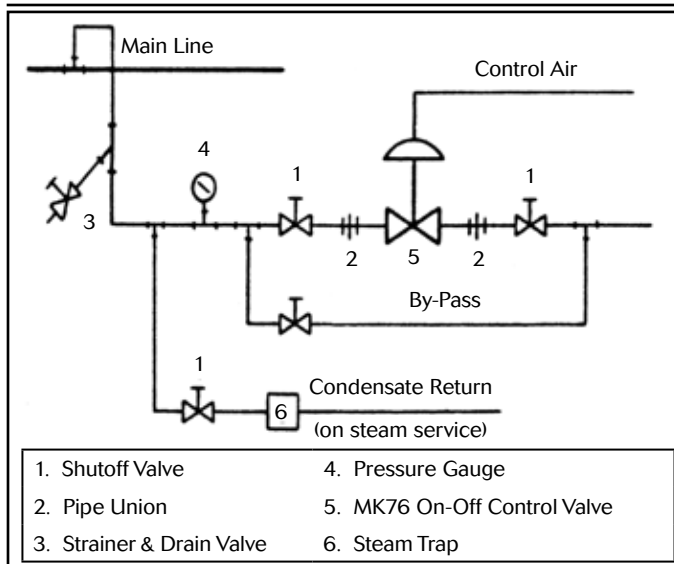 Main Line
Control Air
4
1
1
3
2
5
2
By-Pass
1
Condensate Return
6
(on steam service)
1. Shutoff Valve
4. Pressure Gauge
2. Pipe Union
5. MK76 On-Off Control Valve
3. Strainer & Drain Valve
6. Steam Trap